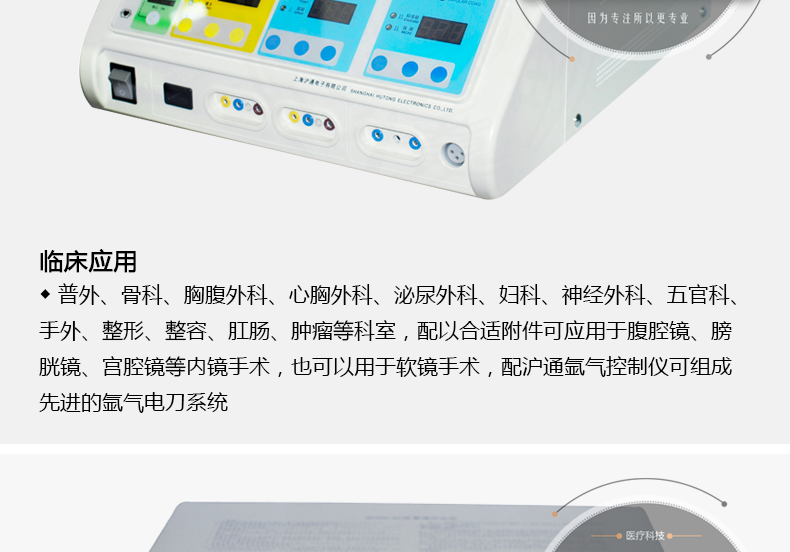 因为专注所以更专业
上海沪通电子有限公司 SHANGHAI HUTONG ELECTRONICS CO.,LTD.
临床应用
◆ 普外、骨科、胸腹外科、心胸外科、泌尿外科、妇科、神经外科、五官科、
手外、整形、整容、肛肠、肿瘤等科室，配以合适附件可应用于腹腔镜、膀
胱镜、宫腔镜等内镜手术，也可以用于软镜手术，配沪通氩气控制仪可组成
先进的氩气电刀系统
医疗科技